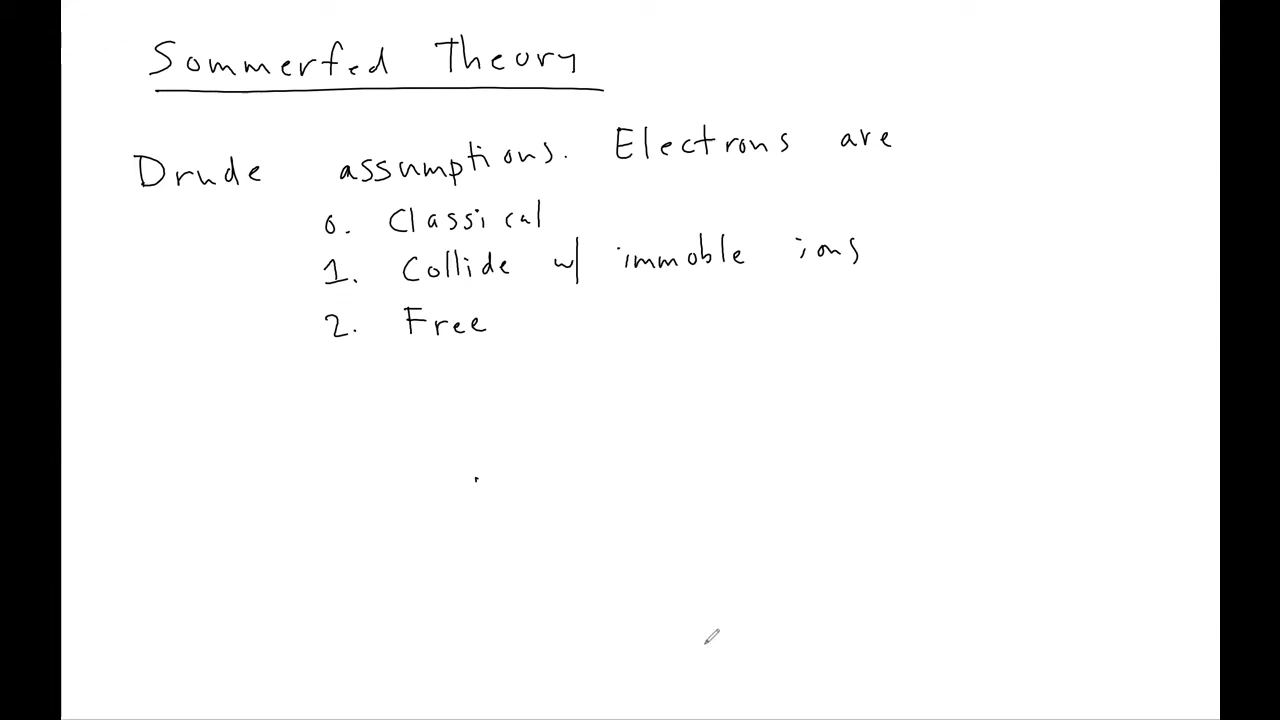 Sommerfed Theory
Drude assumptions. Electrons are
0. Classical
1. Collide w/ immoble ions
2. Free